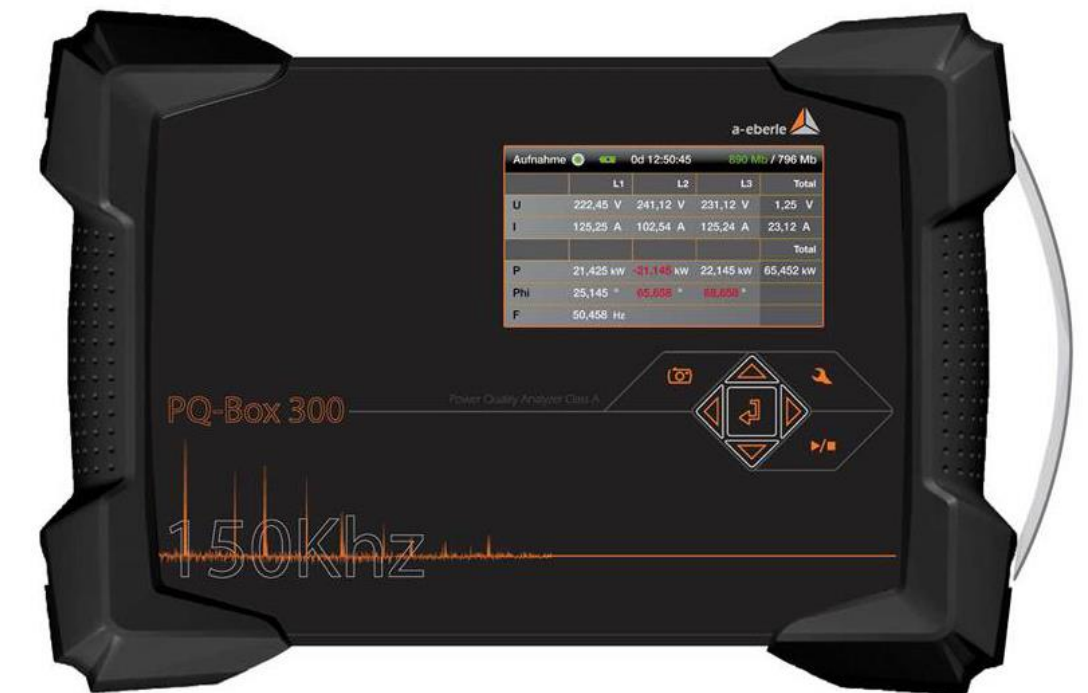 a-eberle
Aufnahme 0d 12:50:45 890 Mb / 796 Mb
L1 L2 L3 Total
U 222,45 V 241,12 V 231,12 V 1,25 V
I 125,25 A 102,54 A 125,24 A 23,12 A
Total
P 21,425 kW -21,145 kW 22,145 kW 65,452 kW
Phi 25,145 ° 65,658 ° 68,658 °
F 50,458 Hz
PQ-Box 300
Power Quality Analyzer Class A
150Khz